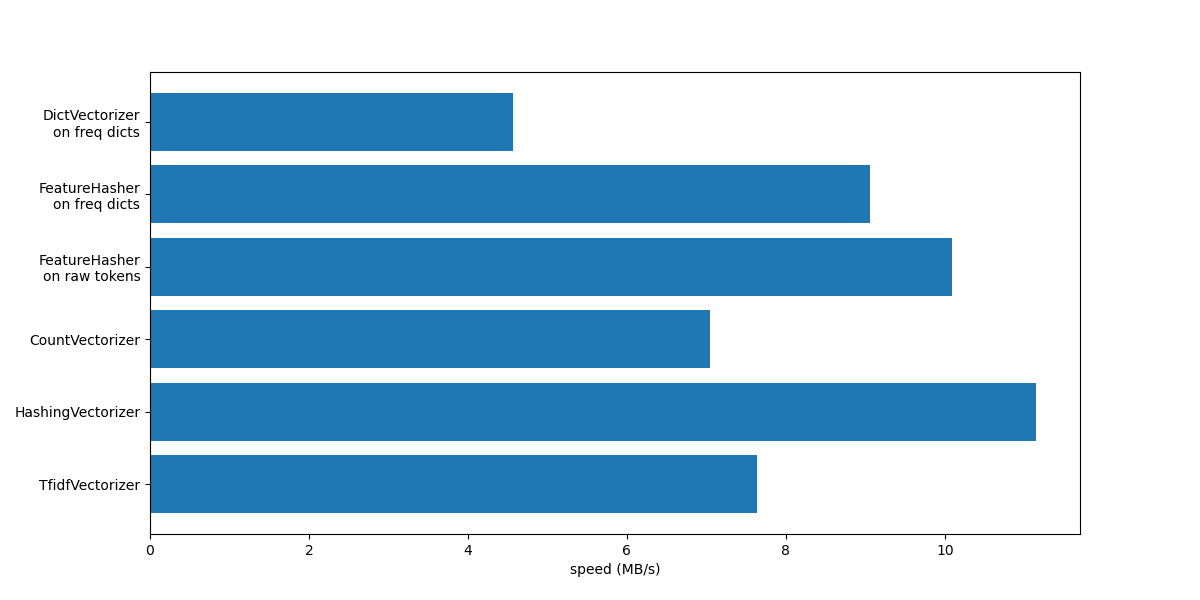 DictVectorizer
on freq dicts
FeatureHasher
on freq dicts
FeatureHasher
on raw tokens
CountVectorizer
HashingVectorizer
TfidfVectorizer
0 2 4 6 8 10
speed (MB/s)